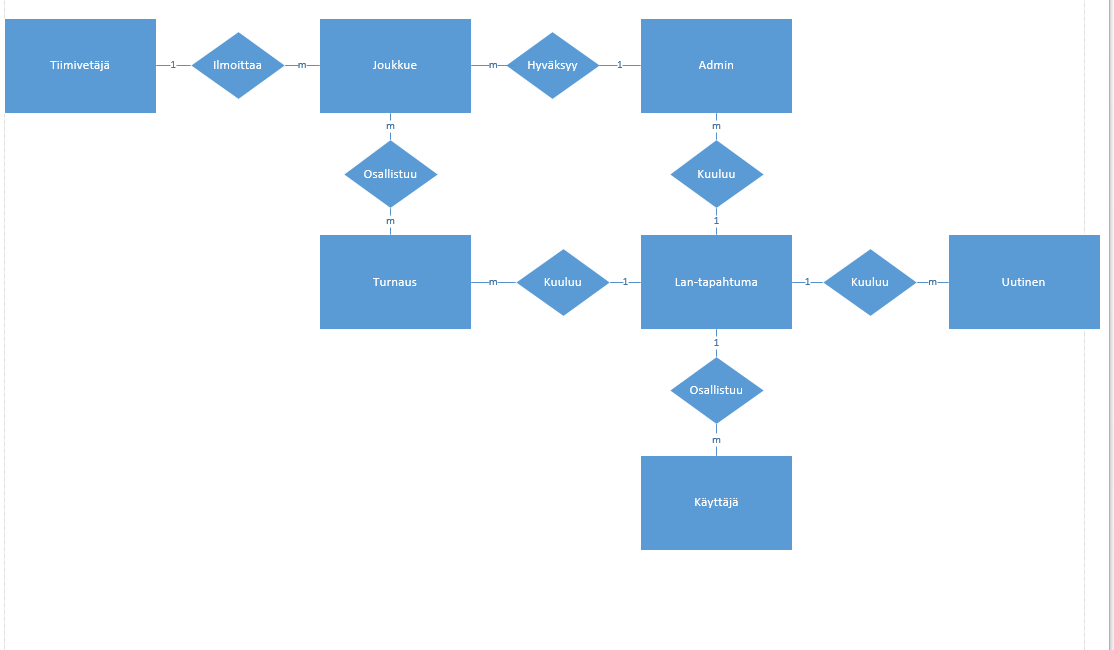 Tiimivetäjä
1
Ilmoittaa
m
Joukkue
m
Hyväksyy
1
Admin
m
m
Osallistuu
Kuuluu
m
1
Turnaus
m
Kuuluu
1
Lan-tapahtuma
1
Kuuluu
m
Uutinen
1
Osallistuu
m
Käyttäjä